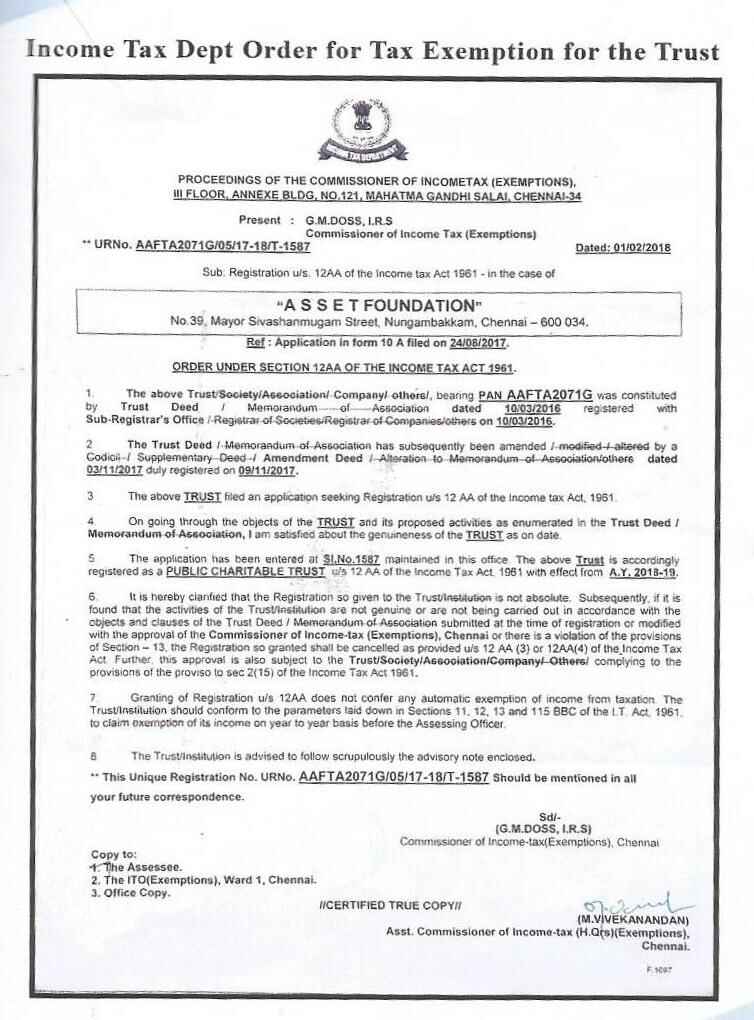 Income Tax Dept Order for Tax Exemption for the Trust
INCOME TAX DEPARTMENT
PROCEEDINGS OF THE COMMISSIONER OF INCOMETAX (EXEMPTIONS),
III FLOOR, ANNEXE BLDG, NO.121, MAHATMA GANDHI SALAI, CHENNAI-34
Present : G.M.DOSS, I.R.S
Commissioner of Income Tax (Exemptions)
** URNo. AAFTA2071G/05/17-18/T-1587 Dated: 01/02/2018
Sub: Registration u/s. 12AA of the Income tax Act 1961 - in the case of
"A S S E T FOUNDATION"
No.39, Mayor Sivashanmugam Street, Nungambakkam, Chennai – 600 034.
Ref : Application in form 10 A filed on 24/08/2017.
ORDER UNDER SECTION 12AA OF THE INCOME TAX ACT 1961.
1. The above Trust/Society/Association/ Company/ others/, bearing PAN AAFTA2071G was constituted
by Trust Deed / Memorandum of Association dated 10/03/2016 registered with
Sub-Registrar's Office / Registrar of Societies/Registrar of Companies/others on 10/03/2016.
2 The Trust Deed / Memorandum of Association has subsequently been amended / modified / altered by a
Codicil / Supplementary Deed / Amendment Deed / Alteration to Memorandum of Association/others dated
03/11/2017 duly registered on 09/11/2017.
3 The above TRUST filed an application seeking Registration u/s 12 AA of the Income tax Act, 1961.
4. On going through the objects of the TRUST and its proposed activities as enumerated in the Trust Deed /
Memorandum of Association, I am satisfied about the genuineness of the TRUST as on date.
5 The application has been entered at Sl.No.1587 maintained in this office. The above Trust is accordingly
registered as a PUBLIC CHARITABLE TRUST u/s 12 AA of the Income Tax Act, 1961 with effect from A.Y. 2018-19.
6. It is hereby clarified that the Registration so given to the Trust/Institution is not absolute. Subsequently, if it is
found that the activities of the Trust/Institution are not genuine or are not being carried out in accordance with the
objects and clauses of the Trust Deed / Memorandum of Association submitted at the time of registration or modified
with the approval of the Commissioner of Income-tax (Exemptions), Chennai or there is a violation of the provisions
of Section – 13, the Registration so granted shall be cancelled as provided u/s 12 AA (3) or 12AA(4) of the Income Tax
Act. Further, this approval is also subject to the Trust/Society/Association/Company/ Others/ complying to the
provisions of the proviso to sec 2(15) of the Income Tax Act 1961.
7. Granting of Registration u/s 12AA does not confer any automatic exemption of income from taxation. The
Trust/Institution should conform to the parameters laid down in Sections 11, 12, 13 and 115 BBC of the I.T. Act, 1961,
to claim exemption of its income on year to year basis before the Assessing Officer.
8 The Trust/Institution is advised to follow scrupulously the advisory note enclosed.
** This Unique Registration No. URNo. AAFTA2071G/05/17-18/T-1587 Should be mentioned in all
your future correspondence.
Sd/-
(G.M.DOSS, I.R.S)
Commissioner of Income-tax(Exemptions), Chennai
Copy to:
1. The Assessee.
2. The ITO(Exemptions), Ward 1, Chennai.
3. Office Copy.
//CERTIFIED TRUE COPY//
(M.VIVEKANANDAN)
Asst. Commissioner of Income-tax (H.Qrs)(Exemptions),
Chennai.
F.1097